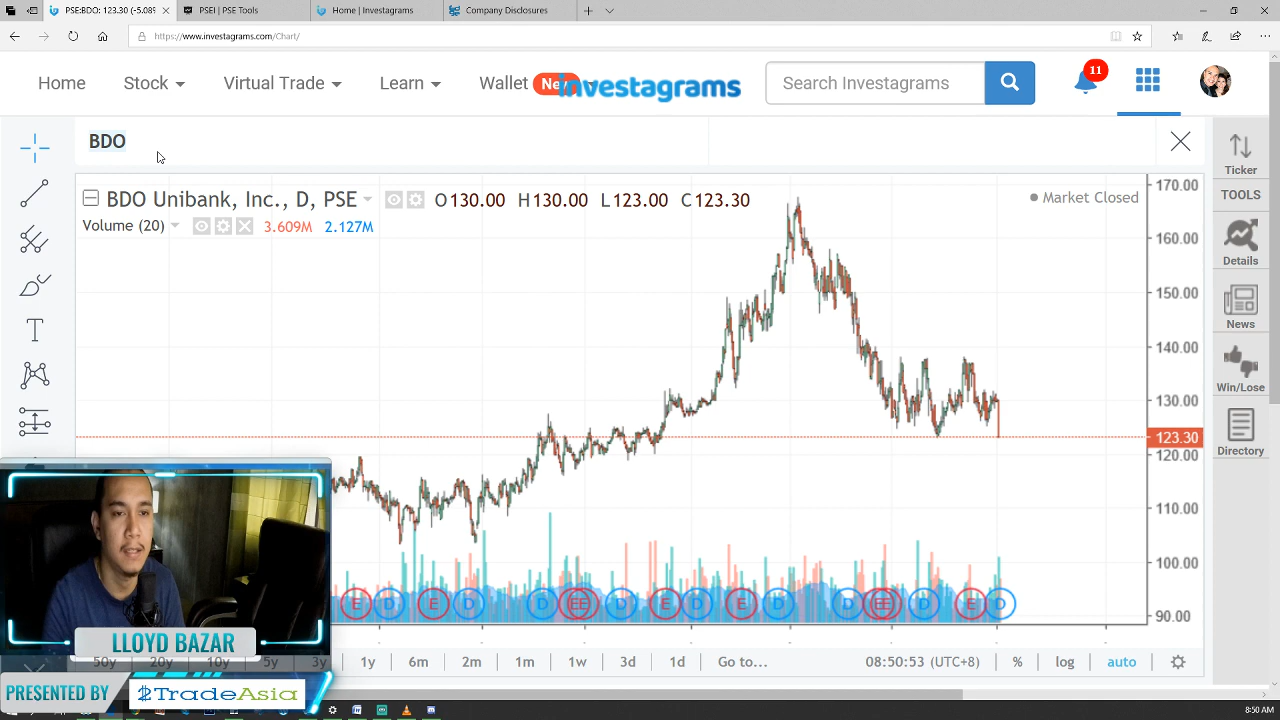 PSE:BDO: 123.30 (-5.08%
PSEI | PSE Tools
Home | Investagrams
Company Disclosures
https://www.investagrams.com/Chart/
Home
Stock
Virtual Trade
Learn
Wallet
New
investagrams
Search Investagrams
11
BDO
Ticker
TOOLS
Details
News
Win/Lose
Directory
BDO Unibank, Inc., D, PSE
O130.00 H130.00 L123.00 C123.30
Market Closed
Volume (20)
3.609M 2.127M
170.00
160.00
150.00
140.00
130.00
123.30
120.00
110.00
100.00
90.00
E D E D D E E D E D E D D E E D E D
50y 20y 10y 5y 3y 1y 6m 2m 1m 1w 3d 1d Go to... 08:50:53 (UTC+8) % log auto
LLOYD BAZAR
PRESENTED BY $TradeAsia
8:50 AM